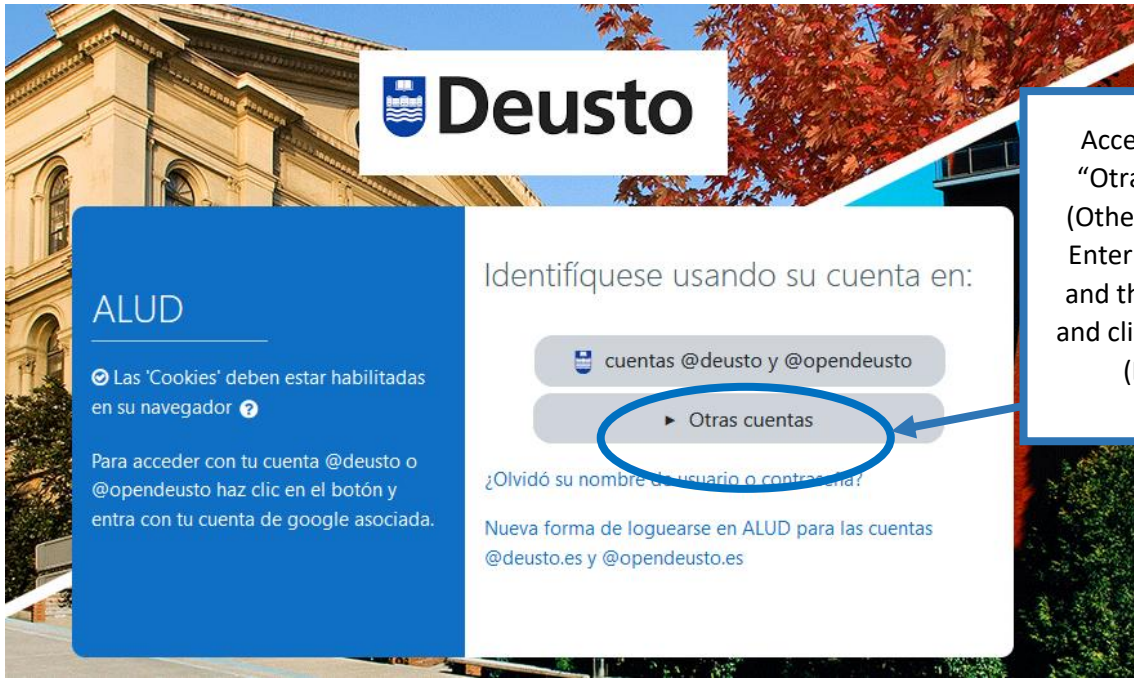 Deusto
ALUD
Las 'Cookies' deben estar habilitadas
en su navegador ?
Para acceder con tu cuenta @deusto o
@opendeusto haz clic en el botón y
entra con tu cuenta de google asociada.
Identifíquese usando su cuenta en:
cuentas @deusto y @opendeusto
► Otras cuentas
¿Olvidó su nombre de usuario o contraseña?
Nueva forma de loguearse en ALUD para las cuentas
@deusto.es y @opendeusto.es
Enter
and
and
(